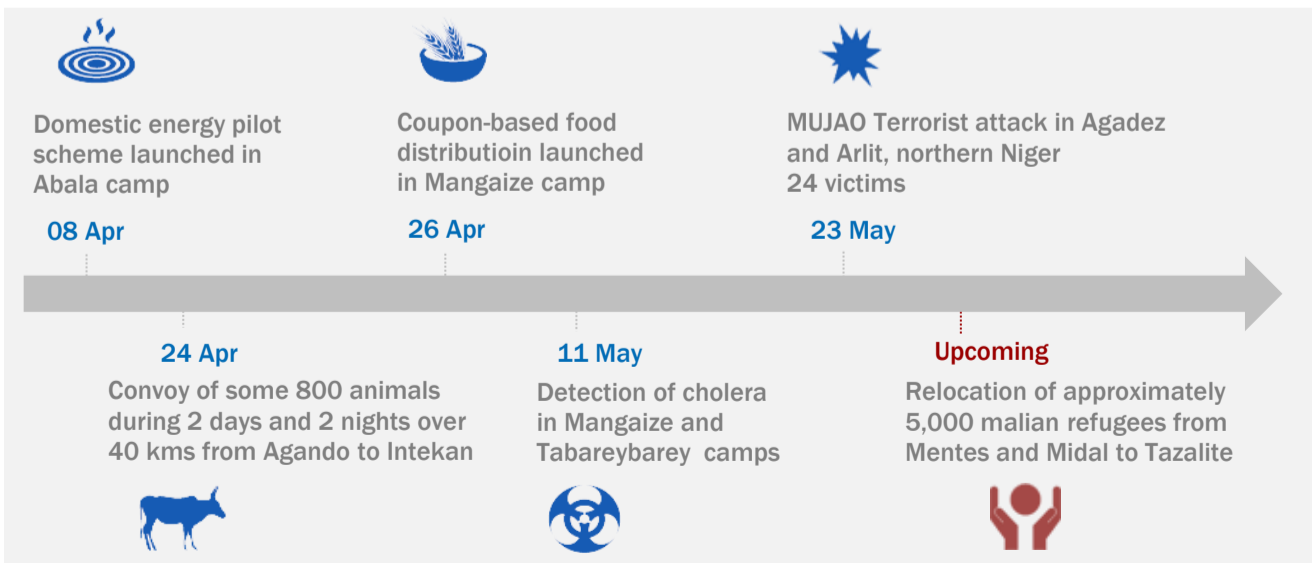 Domestic energy pilot
scheme launched in
Abala camp
08 Apr
Coupon-based food
distributioin launched
in Mangaize camp
26 Apr
MUJAO Terrorist attack in Agadez
and Arlit, northern Niger
24 victims
23 May
24 Apr
Convoy of some 800 animals
during 2 days and 2 nights over
40 kms from Agando to Intekan
11 May
Detection of cholera
in Mangaize and
Tabareybarey camps
Upcoming
Relocation of approximately
5,000 malian refugees from
Mentes and Midal to Tazalite